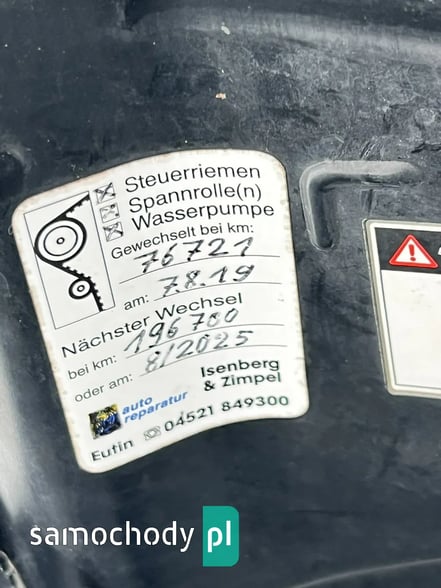 Steuerriemen
Spannrolle(n)
Wasserpumpe
Gewechselt bei km:
76721
am: 7.8.19
Nächster Wechsel
bei km: 196700
oder am: 8/2025
Isenberg
& Zimpel
auto
reparatur
Eutin ☏ 04521 849300
samochody pl